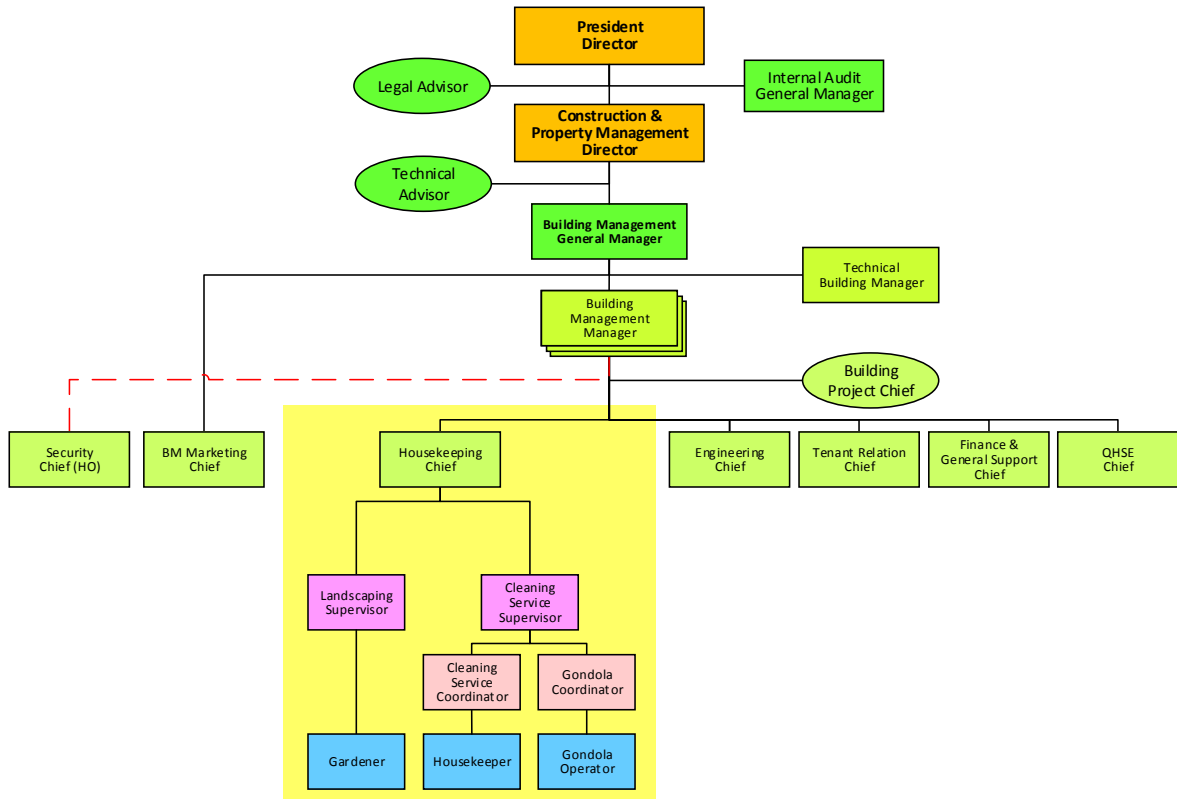 President
Director
Legal Advisor
Internal Audit
General Manager
Construction &
Property Management
Director
Technical
Advisor
Building Management
General Manager
Technical
Building Manager
Building
Management
Manager
Building
Project Chief
Security
Chief (HO)
BM Marketing
Chief
Housekeeping
Chief
Engineering
Chief
Tenant Relation
Chief
Finance &
General Support
Chief
QHSE
Chief
Landscaping
Supervisor
Cleaning
Service
Supervisor
Cleaning
Service
Coordinator
Gondola
Coordinator
Gardener
Housekeeper
Gondola
Operator